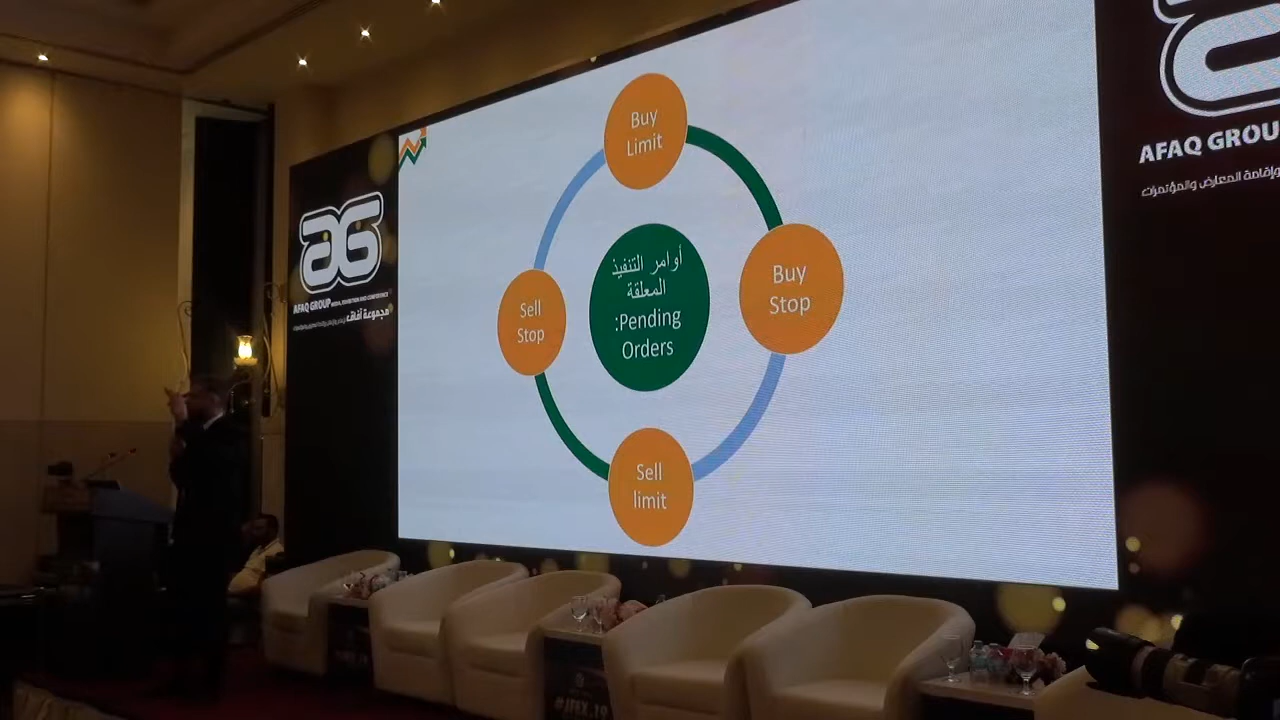 Buy
Limit
أوامر التنفيذ
المعلقة
:Pending
Orders
Buy
Stop
Sell
Stop
Sell
limit
AFAQ GROUP
مجموعة آفاق
AFAQ GROU
وإقامة المعارض والمؤتمرات